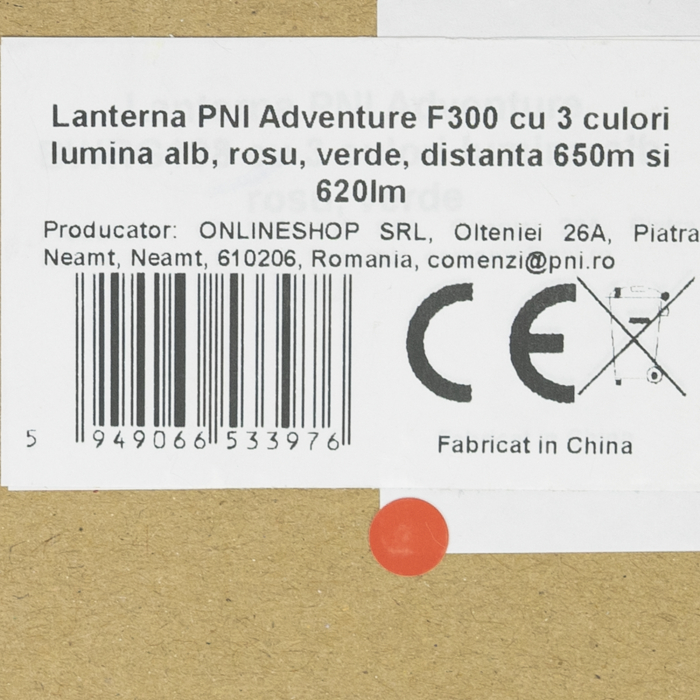 Lanterna PNI Adventure F300 cu 3 culori
lumina alb, rosu, verde, distanta 650m si
620lm
Producator: ONLINESHOP SRL, Olteniei 26A, Piatra
Neamt, Neamt, 610206, Romania, comenzi@pni.ro
CE
5 949066 533976
Fabricat in China